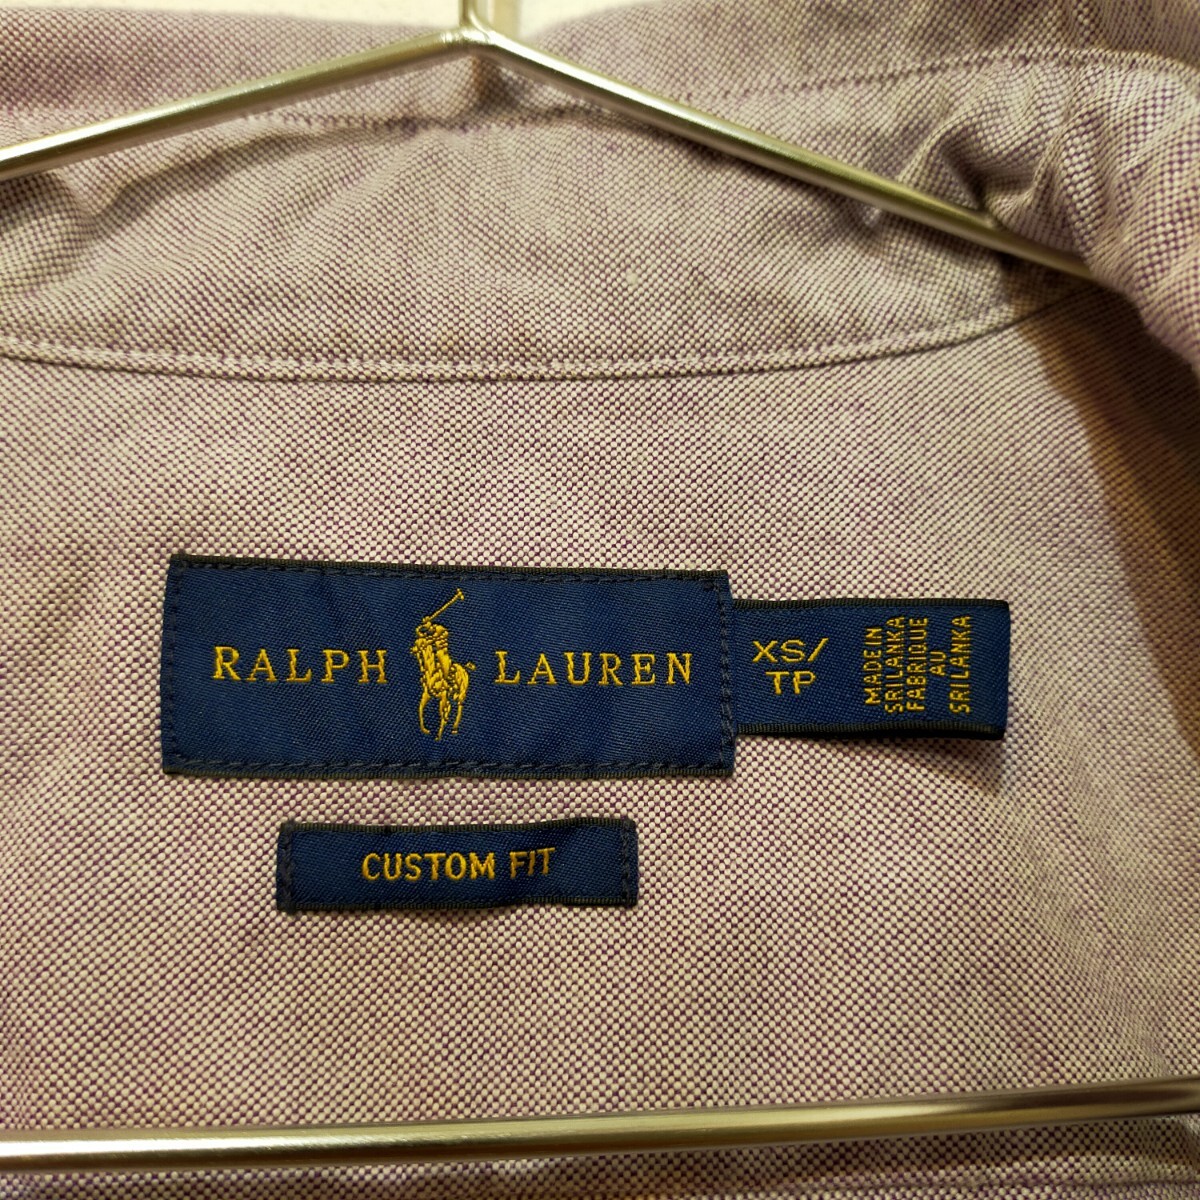 RALPH LAUREN
XS/
TP
MADE IN
SRI LANKA
FABRIQUE
AU
SRI LANKA
CUSTOM FIT